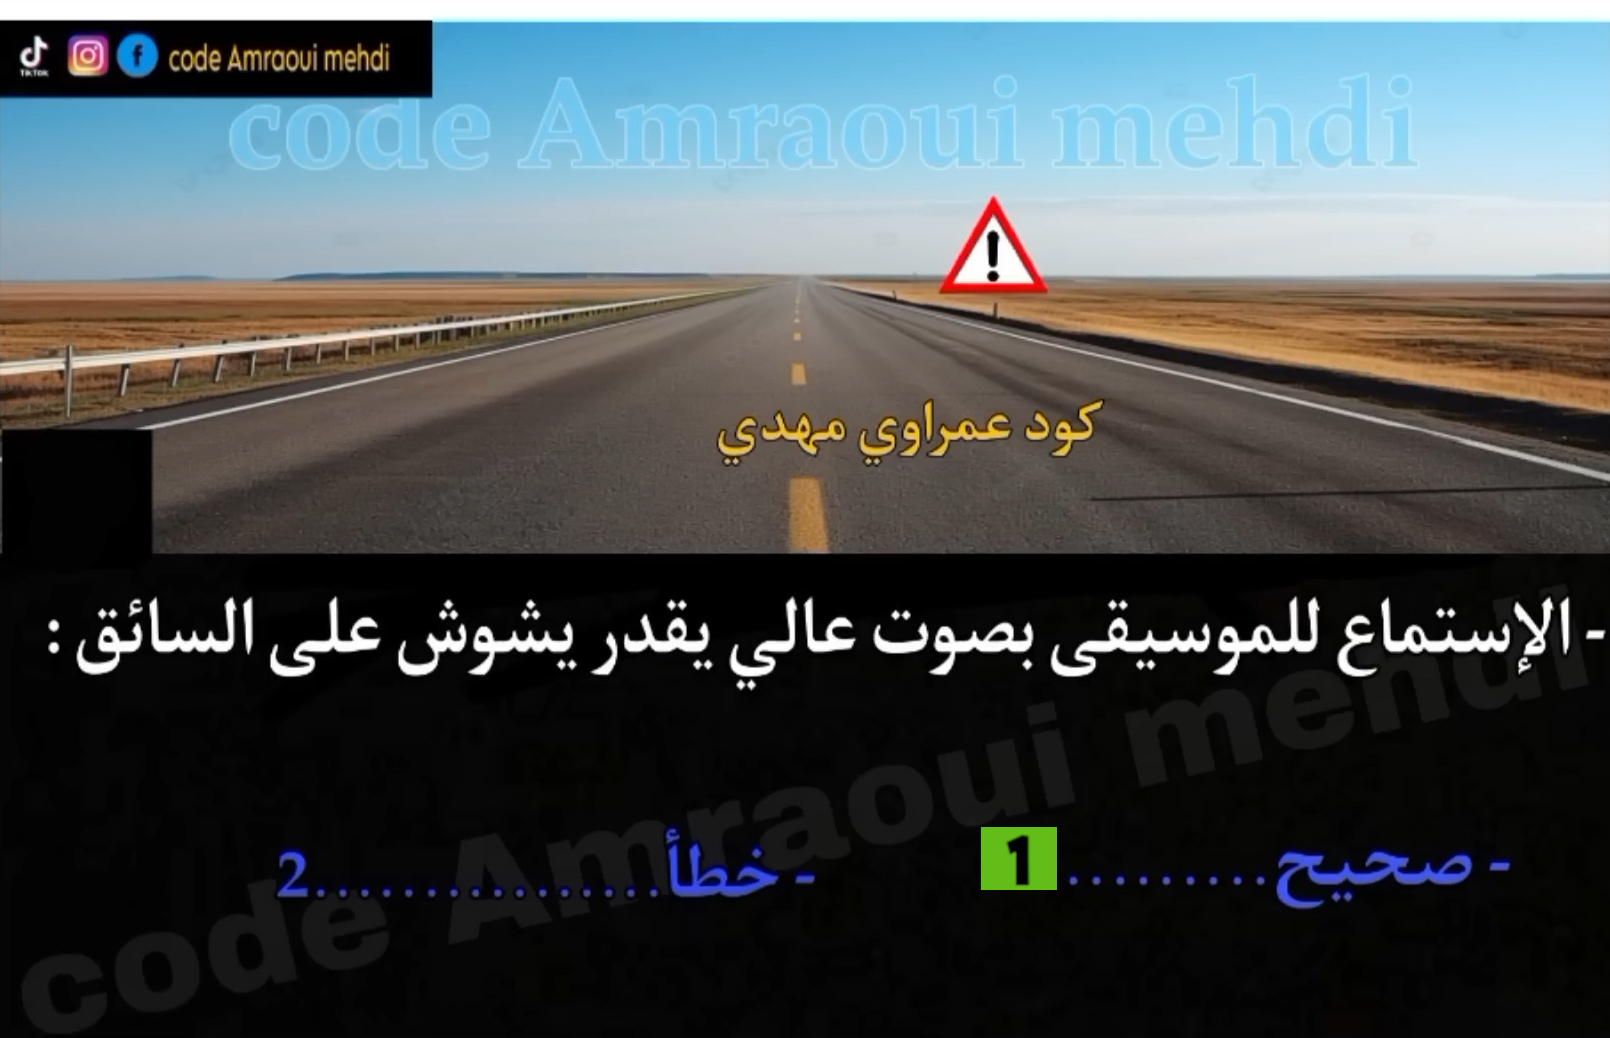 TikTok
code Amraoui mehdi
code Amraoui mehdi
!
كود عمراوي مهدي
- الإستماع للموسيقى بصوت عالي يقدر يشوش على السائق :
- صحيح.........1
- خطأ................2
code Amraoui mehdi